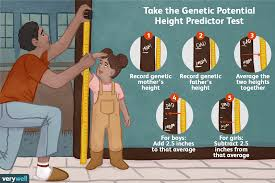 Take the Genetic Potential
Height Predictor Test
1
2
3
Record genetic
mother's
height
Record genetic
father's
height
Average the
two heights
together
4
5
For boys:
Add 2.5 inches
to that average
For girls:
Subtract 2.5
inches from
that average
verywell